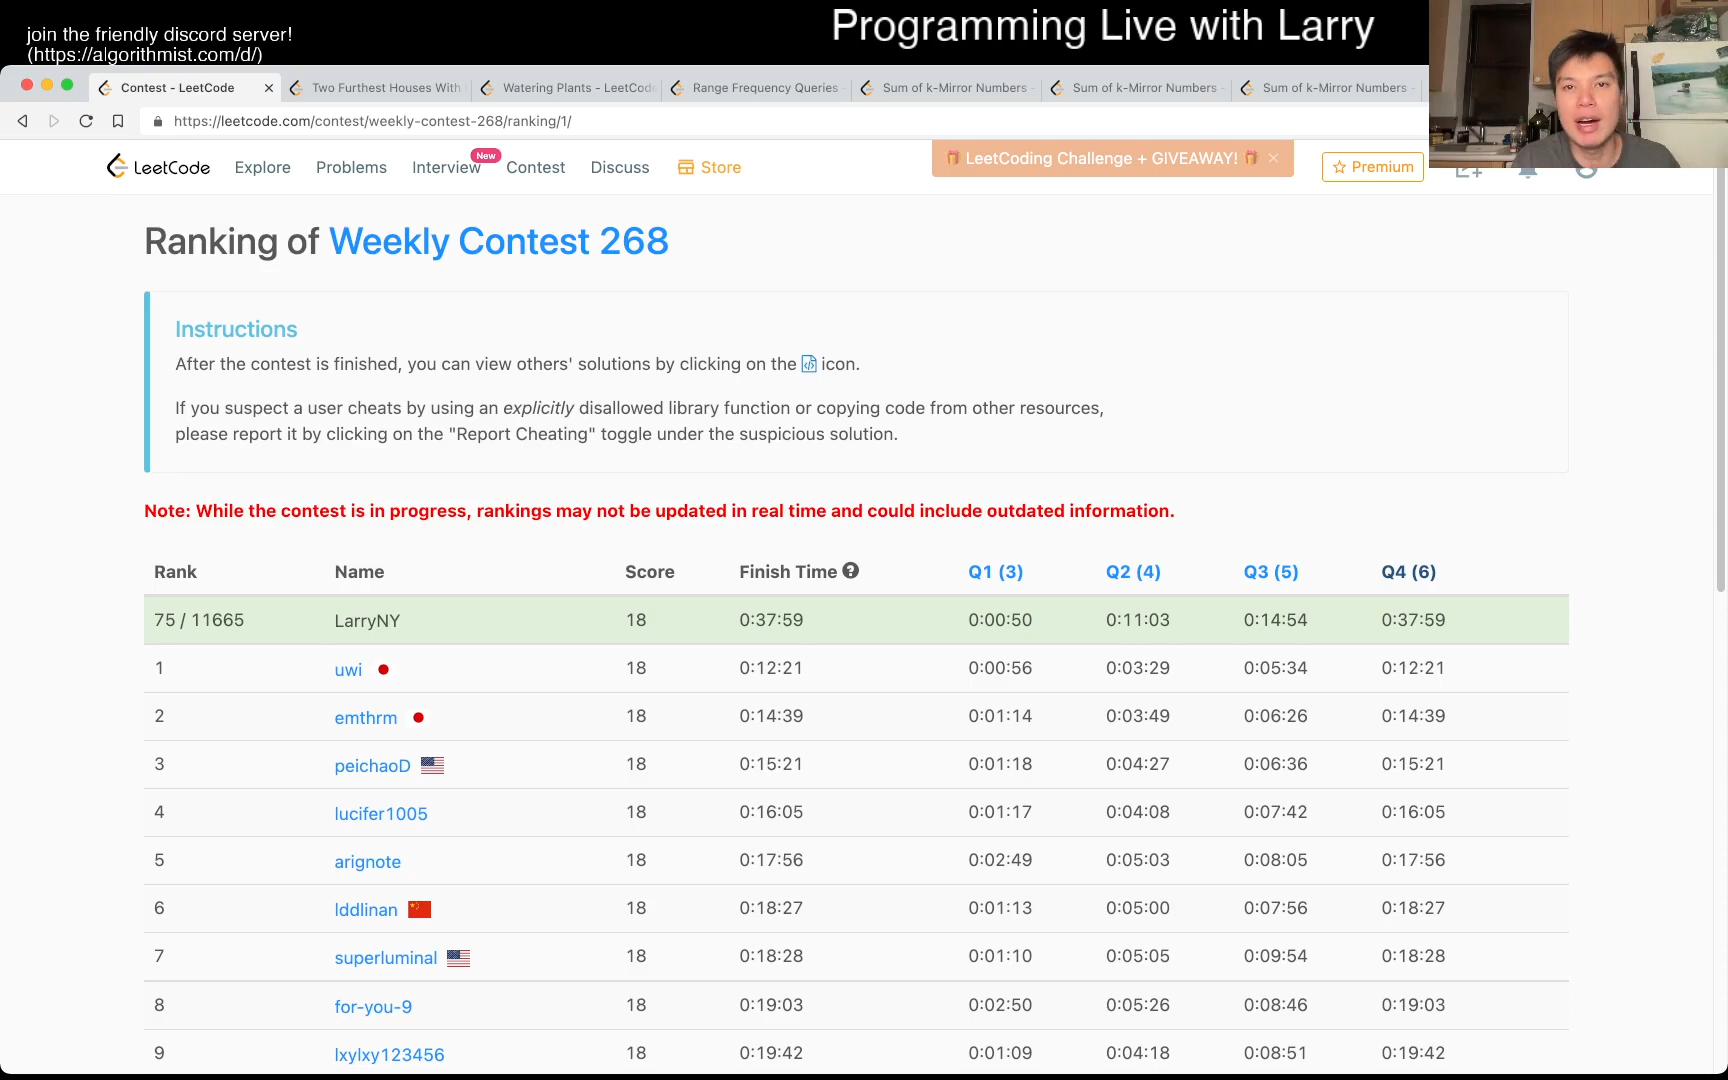 join the friendly discord server!
(https://algorithmist.com/d/)
Programming Live with Larry
Contest - LeetCode
Two Furthest Houses With
Watering Plants - LeetCode
Range Frequency Queries -
Sum of k-Mirror Numbers -
Sum of k-Mirror Numbers -
Sum of k-Mirror Numbers -
https://leetcode.com/contest/weekly-contest-268/ranking/1/
LeetCode
Explore
Problems
Interview
New
Contest
Discuss
Store
LeetCoding Challenge + GIVEAWAY!
Premium
Ranking of Weekly Contest 268
Instructions
After the contest is finished, you can view others' solutions by clicking on the icon.
If you suspect a user cheats by using an explicitly disallowed library function or copying code from other resources,
please report it by clicking on the "Report Cheating" toggle under the suspicious solution.
Note: While the contest is in progress, rankings may not be updated in real time and could include outdated information.
Rank Name Score Finish Time Q1 (3) Q2 (4) Q3 (5) Q4 (6)
75 / 11665 LarryNY 18 0:37:59 0:00:50 0:11:03 0:14:54 0:37:59
1 uwi 18 0:12:21 0:00:56 0:03:29 0:05:34 0:12:21
2 emthrm 18 0:14:39 0:01:14 0:03:49 0:06:26 0:14:39
3 peichaoD 18 0:15:21 0:01:18 0:04:27 0:06:36 0:15:21
4 lucifer1005 18 0:16:05 0:01:17 0:04:08 0:07:42 0:16:05
5 arignote 18 0:17:56 0:02:49 0:05:03 0:08:05 0:17:56
6 lddlinan 18 0:18:27 0:01:13 0:05:00 0:07:56 0:18:27
7 superluminal 18 0:18:28 0:01:10 0:05:05 0:09:54 0:18:28
8 for-you-9 18 0:19:03 0:02:50 0:05:26 0:08:46 0:19:03
9 lxylxy123456 18 0:19:42 0:01:09 0:04:18 0:08:51 0:19:42